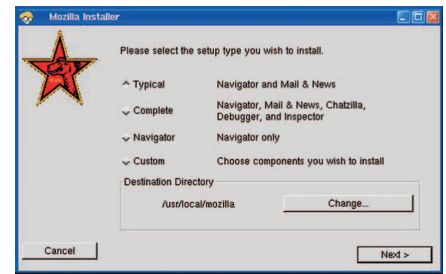 Mozilla Installer
Please select the setup type you wish to install.
Typical Navigator and Mail & News
Complete Navigator, Mail & News, Chatzilla,
Debugger, and Inspector
Navigator Navigator only
Custom Choose components you wish to install
Destination Directory
/usr/local/mozilla Change...
Cancel Next >